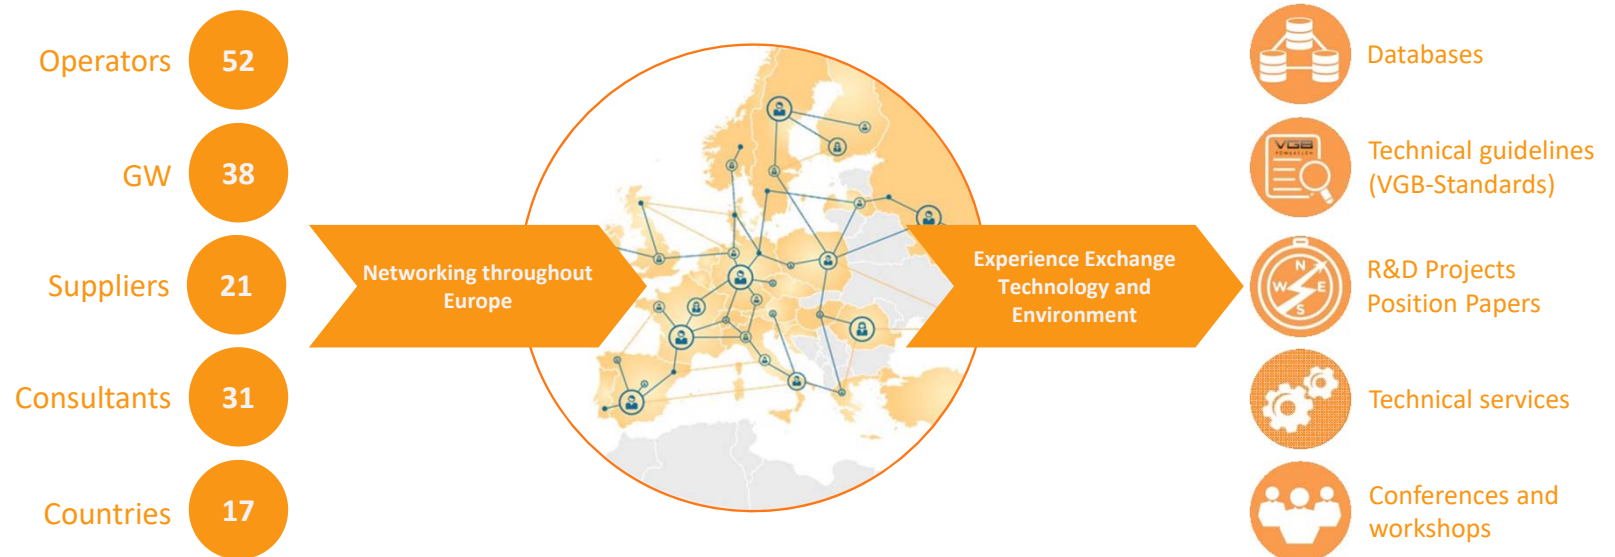 Operators 52
GW 38
Suppliers 21
Consultants 31
Countries 17
Networking throughout
Europe
Experience Exchange
Technology and
Environment
Databases
VGB
POWERTECH
Technical guidelines
(VGB-Standards)
N
W E
S
R&D Projects
Position Papers
Technical services
Conferences and
workshops